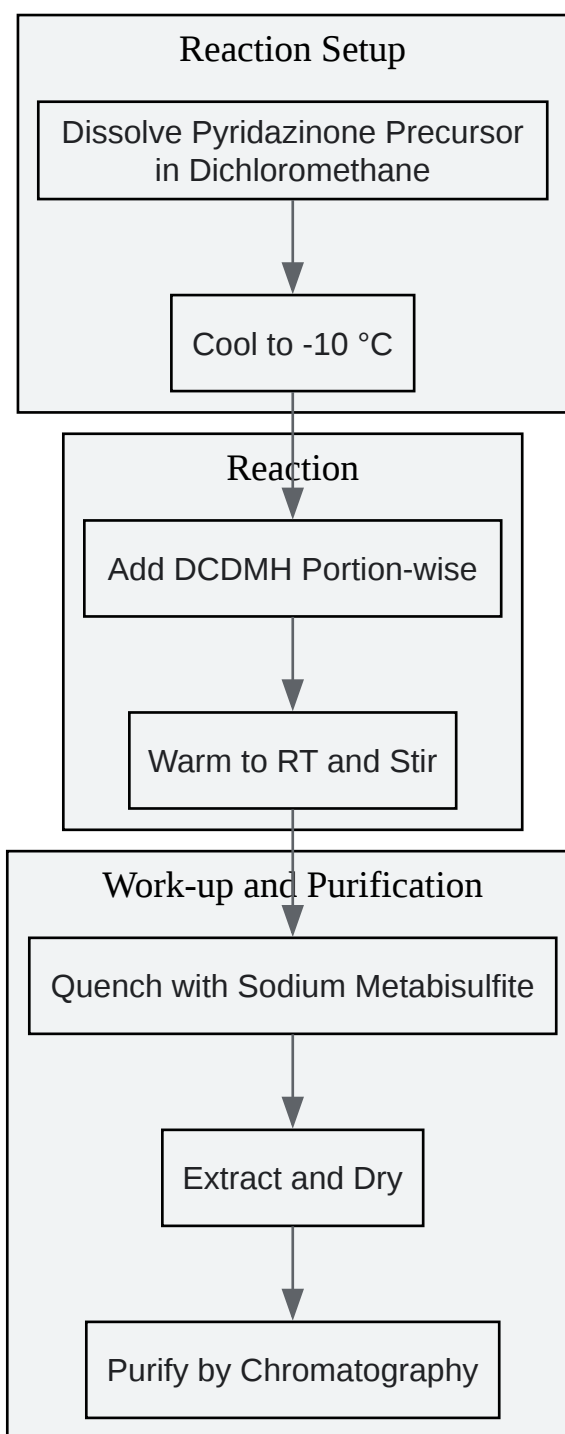 Reaction Setup
Dissolve Pyridazinone Precursor
in Dichloromethane
Cool to -10 °C
Reaction
Add DCDMH Portion-wise
Warm to RT and Stir
Work-up and Purification
Quench with Sodium Metabisulfite
Extract and Dry
Purify by Chromatography